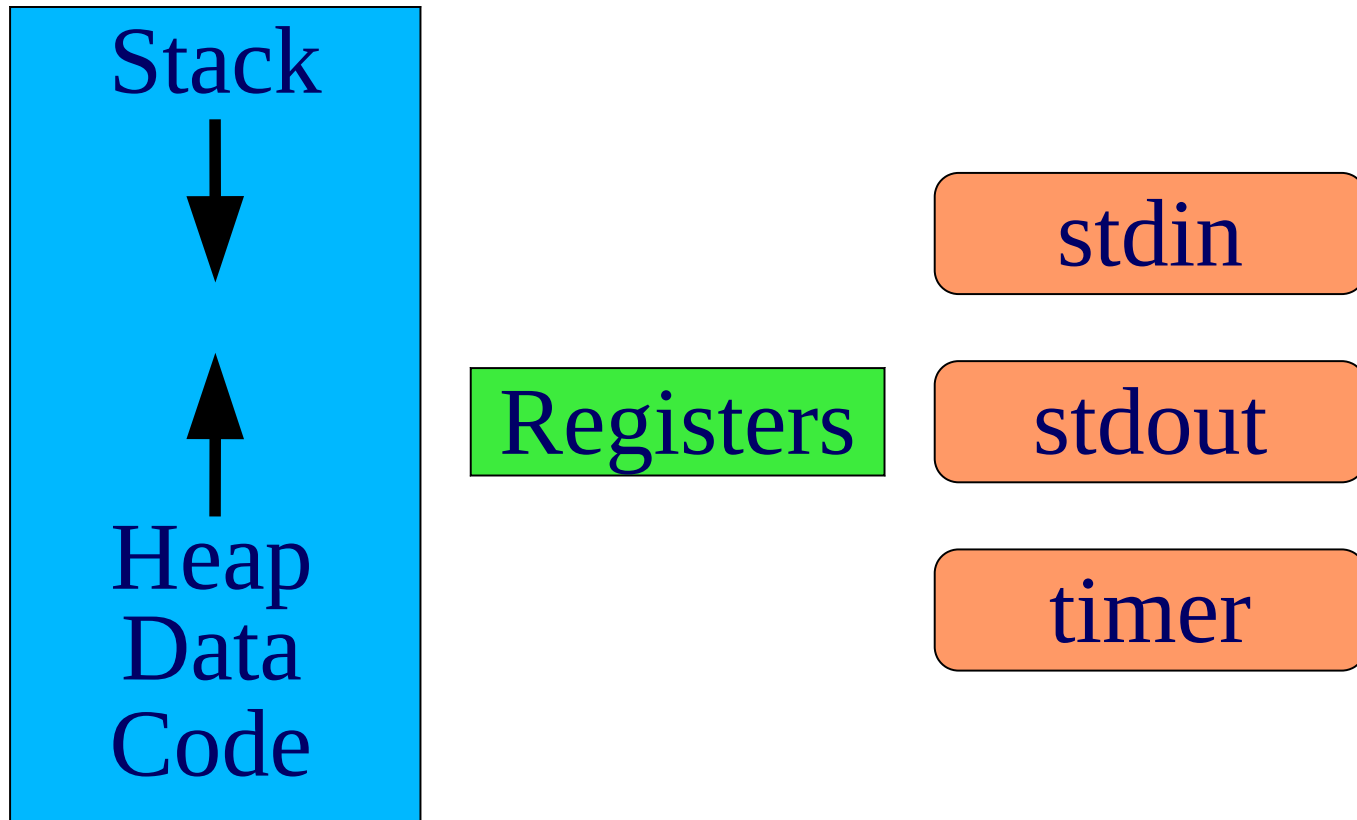 Stack
Heap
Data
Code
Registers
stdin
stdout
timer